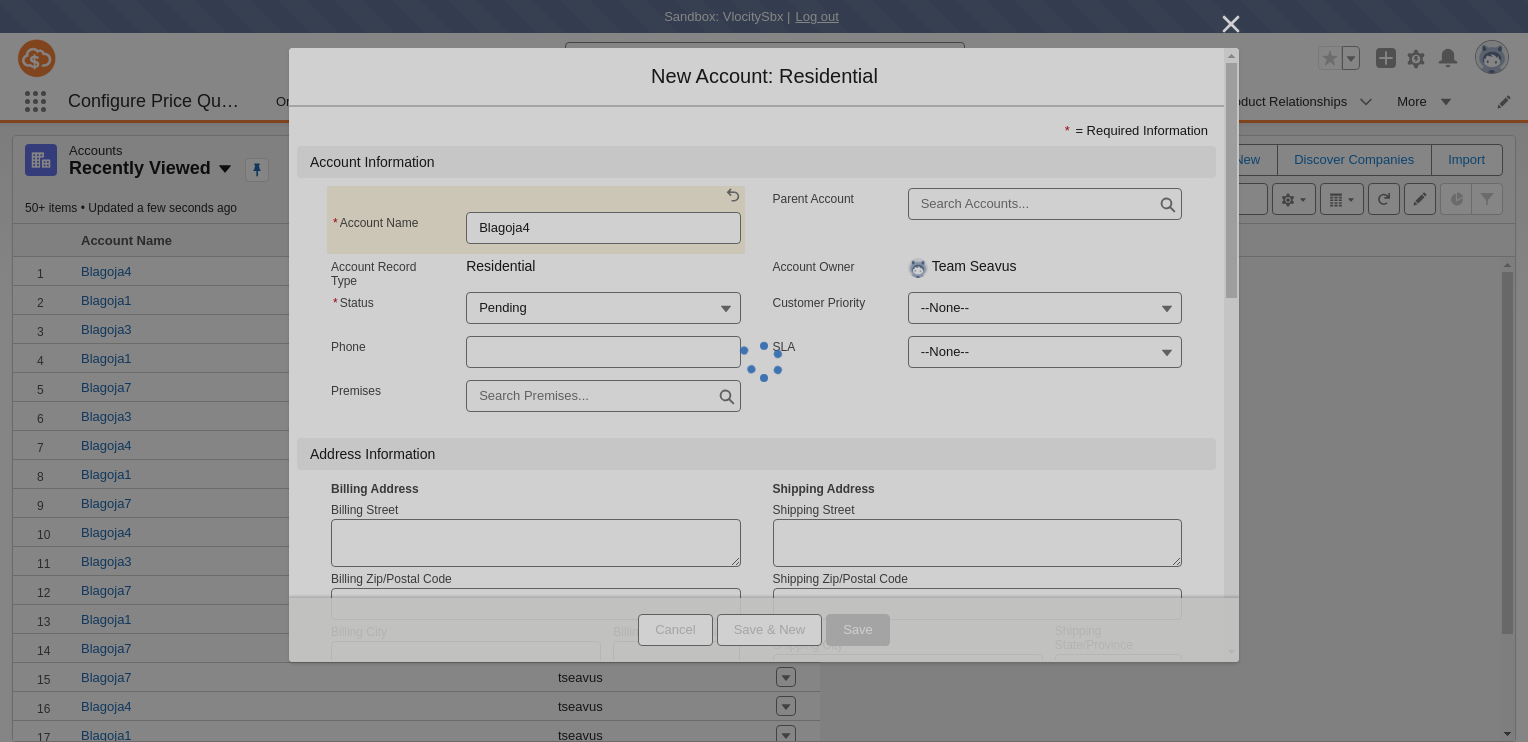 Sandbox: VlocitySbx | Log out
New Account: Residential
Configure Price Qu...
Product Relationships
More
* = Required Information
Accounts
Recently Viewed
New
Discover Companies
Import
50+ items • Updated a few seconds ago
Account Information
*Account Name
Blagoja4
Parent Account
Search Accounts...
Account Record
Type
Residential
Account Owner
Team Seavus
*Status
Pending
Customer Priority
--None--
Phone
SLA
--None--
Premises
Search Premises...
Address Information
Billing Address
Shipping Address
Billing Street
Shipping Street
Billing Zip/Postal Code
Shipping Zip/Postal Code
Billing City
Shipping City
Shipping
State/Province
Cancel
Save & New
Save
Account Name
1 Blagoja4
2 Blagoja1
3 Blagoja3
4 Blagoja1
5 Blagoja7
6 Blagoja3
7 Blagoja4
8 Blagoja1
9 Blagoja7
10 Blagoja4
11 Blagoja3
12 Blagoja7
13 Blagoja1
14 Blagoja7
15 Blagoja7 tseavus
16 Blagoja4 tseavus
17 Blagoja1 tseavus